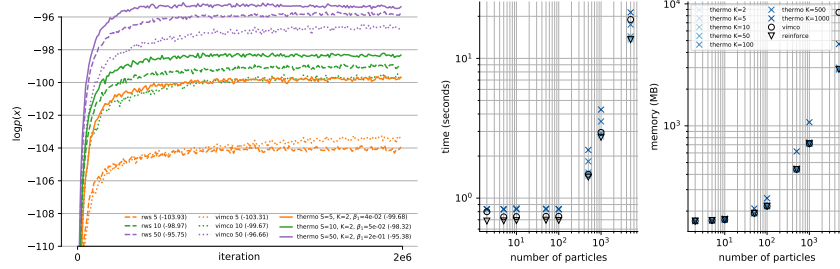 −96
−98
−100
−102
−104
−106
−108
−110
logp(x)
0
iteration
2e6
rws 5 (-103.93)
rws 10 (-98.97)
rws 50 (-95.75)
vimco 5 (-103.31)
vimco 10 (-99.67)
vimco 50 (-96.66)
thermo S=5, K=2, β₁=4e-02 (-99.68)
thermo S=10, K=2, β₁=5e-02 (-98.32)
thermo S=50, K=2, β₁=2e-01 (-95.38)
time (seconds)
10¹
10⁰
10¹
10²
10³
number of particles
memory (MB)
10⁴
10³
10¹
10²
10³
number of particles
thermo K=2
thermo K=5
thermo K=10
thermo K=50
thermo K=100
thermo K=500
thermo K=1000
vimco
reinforce